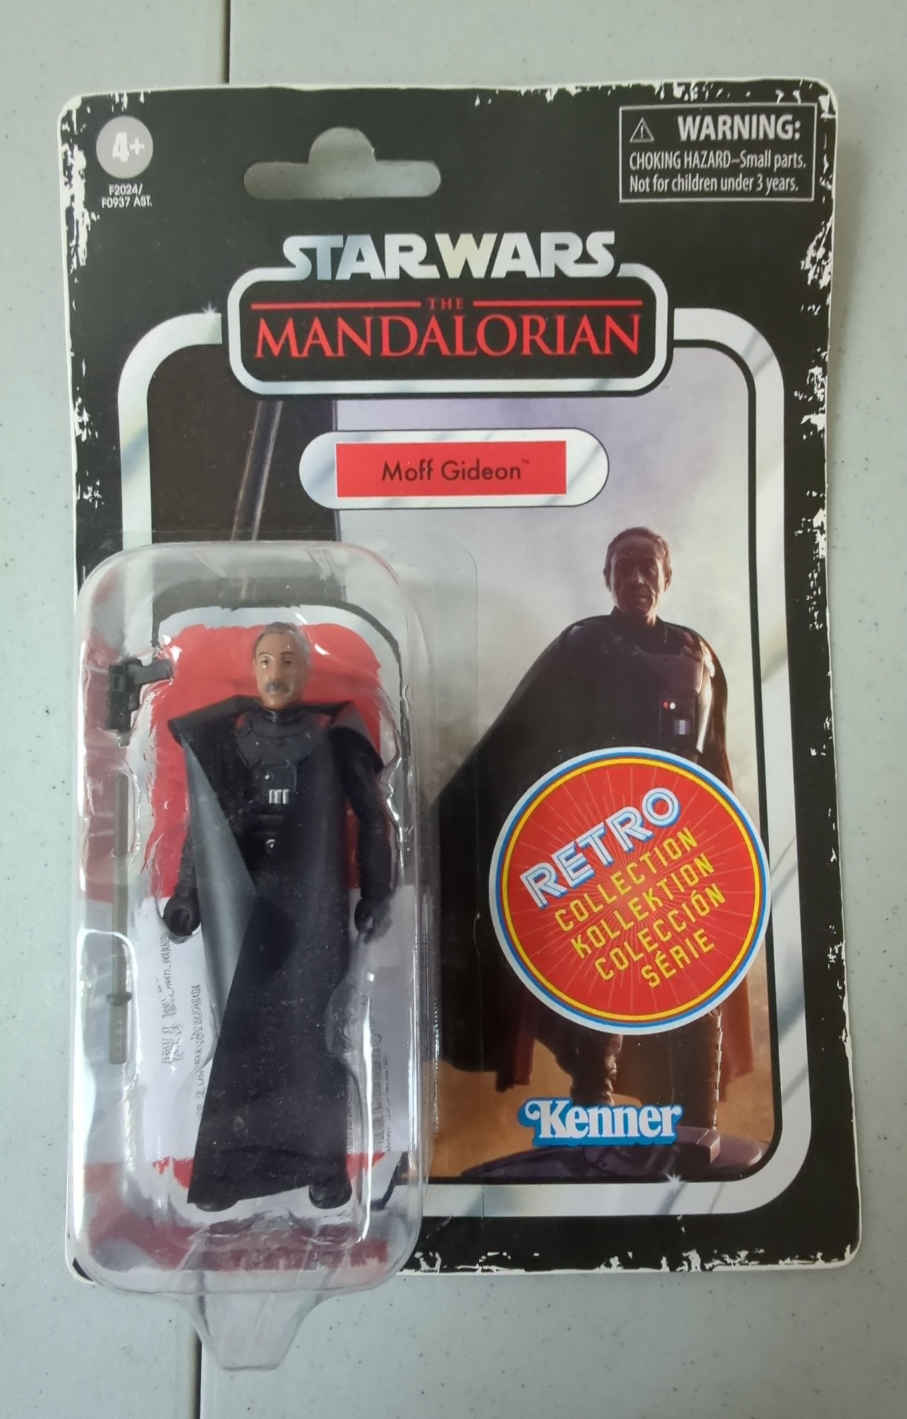 4+
F2024/
F0937 AST.
WARNING:
CHOKING HAZARD–Small parts.
Not for children under 3 years.
STAR WARS
THE
MANDALORIAN
Moff Gideon™
RETRO
COLLECTION
KOLLEKTION
COLECCIÓN
SÉRIE
Kenner